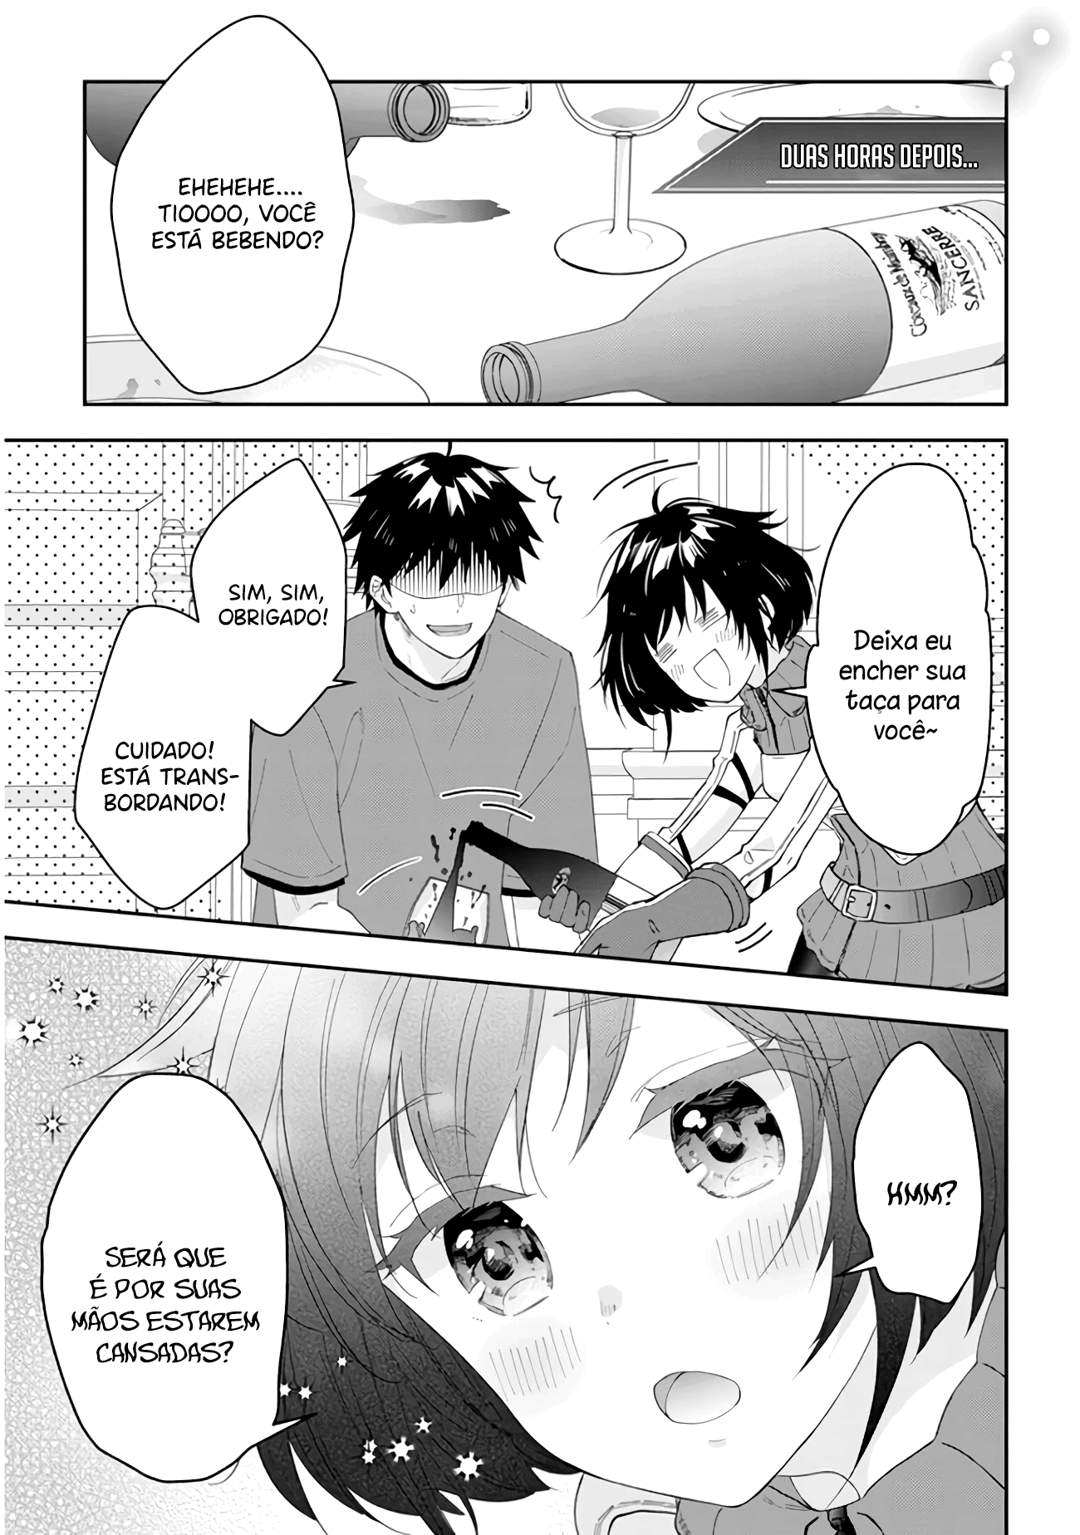 DUAS HORAS DEPOIS...
EHEHEHE....
TIOOOO, VOCÊ
ESTÁ BEBENDO?
SANCERRE
Deixa eu
encher sua
taça para
você~
SIM, SIM,
OBRIGADO!
CUIDADO!
ESTÁ TRANS-
BORDANDO!
HMM?
SERÁ QUE
É POR SUAS
MÃOS ESTAREM
CANSADAS?